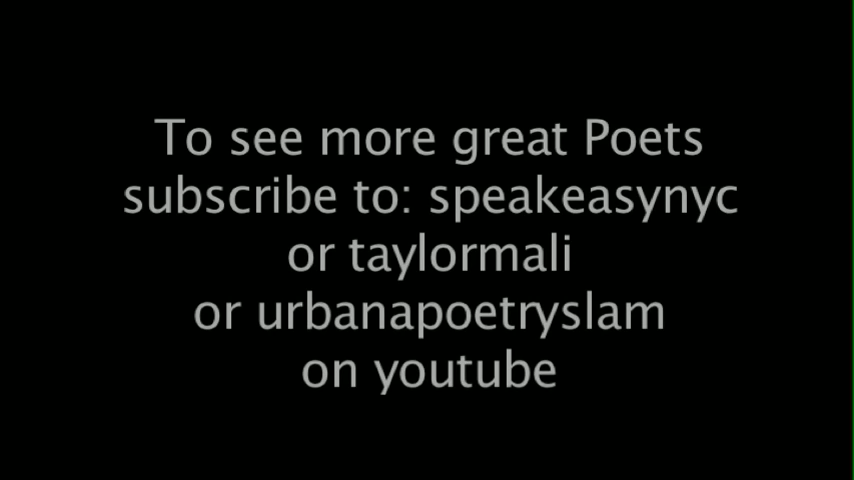 To see more great Poets
subscribe to: speakeasynyc
or taylormali
or urbanapoetryslam
on youtube